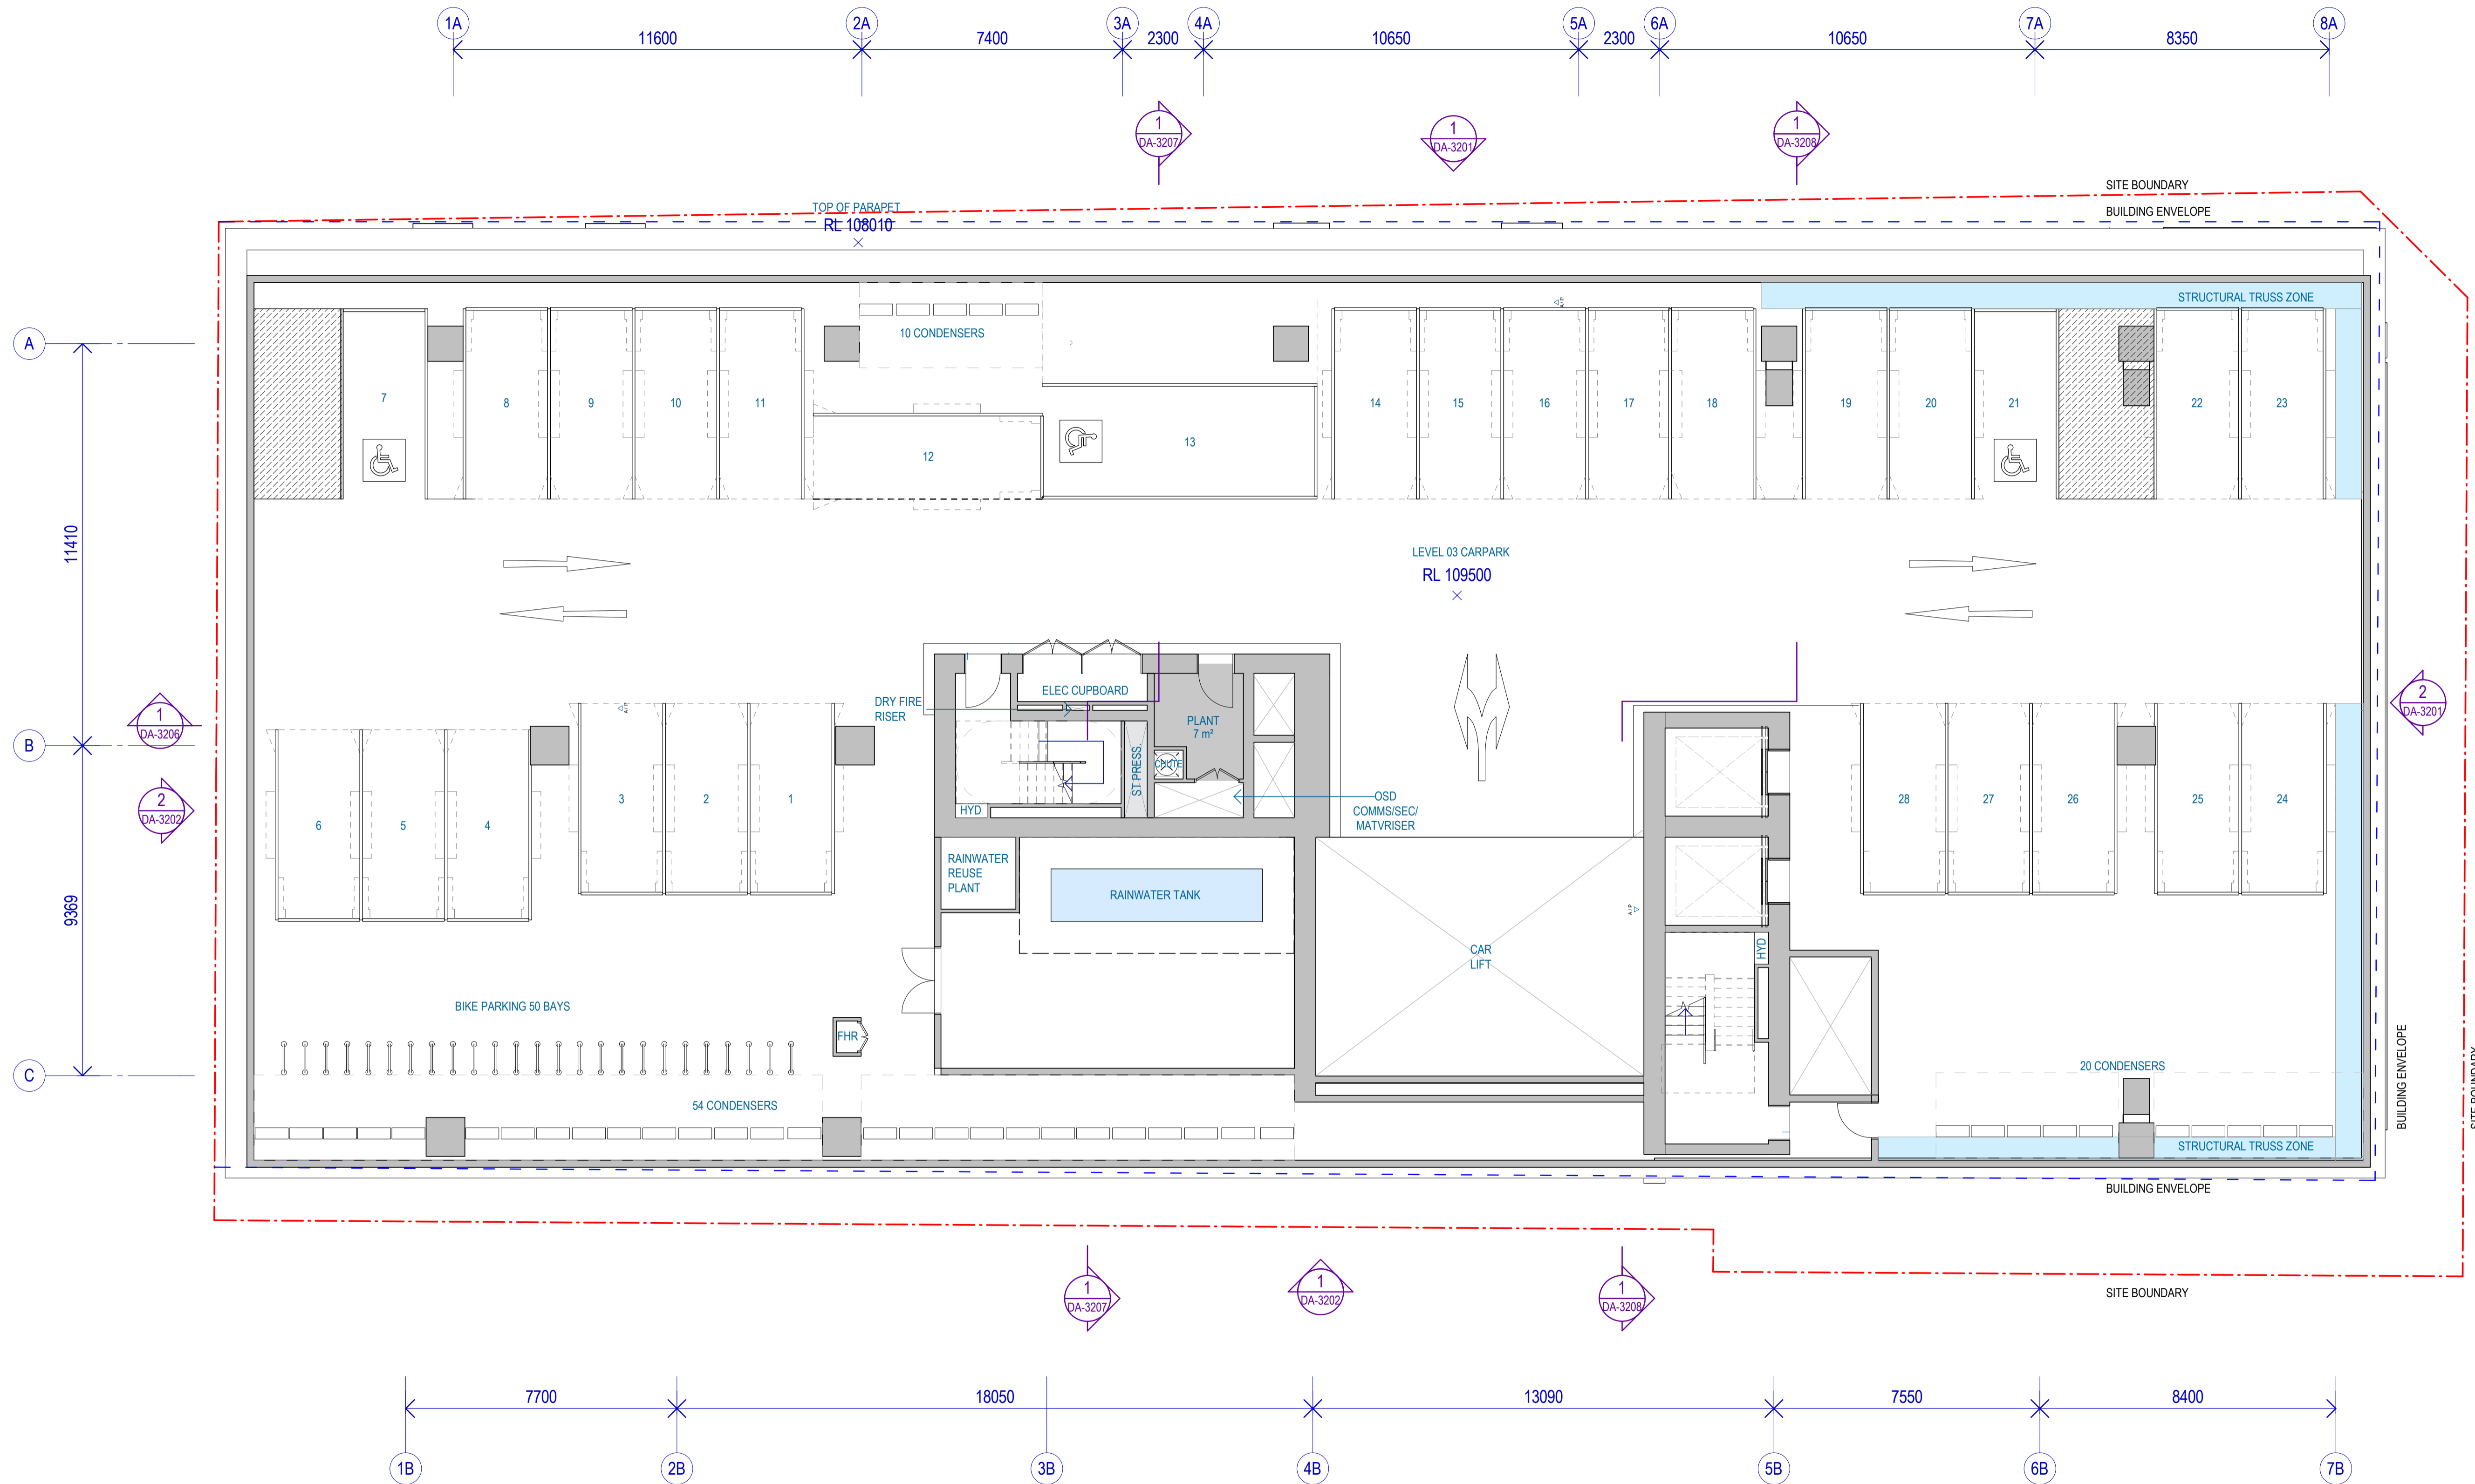 1A 2A 3A 4A 5A 6A 7A 8A
11600 7400 2300 10650 2300 10650 8350
1 DA-3207
1 DA-3201
1 DA-3208
SITE BOUNDARY
TOP OF PARAPET
RL 108010
BUILDING ENVELOPE
STRUCTURAL TRUSS ZONE
10 CONDENSERS
A
7 8 9 10 11 12 13 14 15 16 17 18 19 20 21 22 23
11410
LEVEL 03 CARPARK
RL 109500
ELEC CUPBOARD
DRY FIRE
RISER
PLANT
7 m²
ST.PRESS.
CHUTE
HYD
OSD
COMMS/SEC/
MATVRISER
1 DA-3206
B
2 DA-3202
2 DA-3201
6 5 4 3 2 1
28 27 26 25 24
9369
RAINWATER
REUSE
PLANT
RAINWATER TANK
CAR
LIFT
HYD
A.I.P
A.I.P
A.I.P
BIKE PARKING 50 BAYS
FHR
C
54 CONDENSERS
20 CONDENSERS
STRUCTURAL TRUSS ZONE
BUILDING ENVELOPE
SITE BOUNDARY
BUILDING ENVELOPE
SITE BOUNDARY
1 DA-3207
1 DA-3202
1 DA-3208
7700 18050 13090 7550 8400
1B 2B 3B 4B 5B 6B 7B